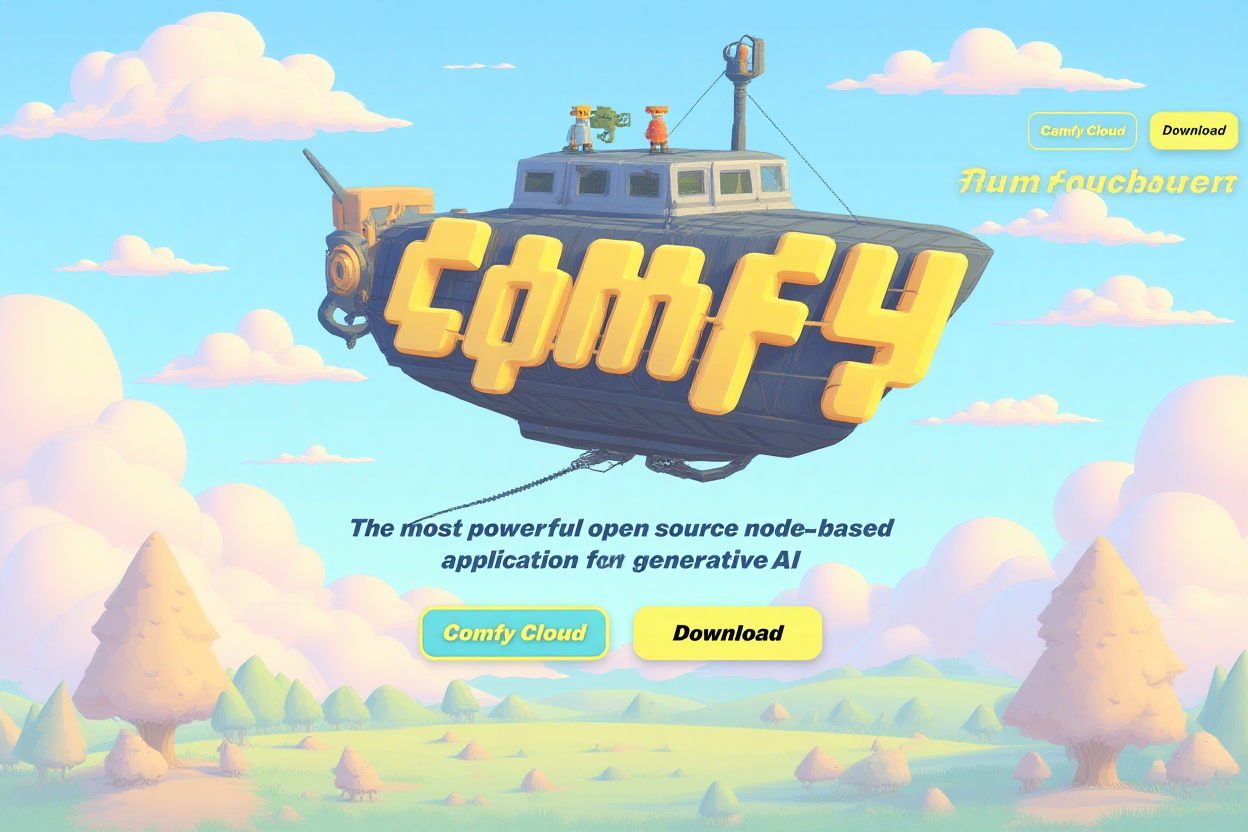 Camfy Cloud
Download
COMFY
The most powerful open source node-based
application generative AI
Comfy Cloud
Download